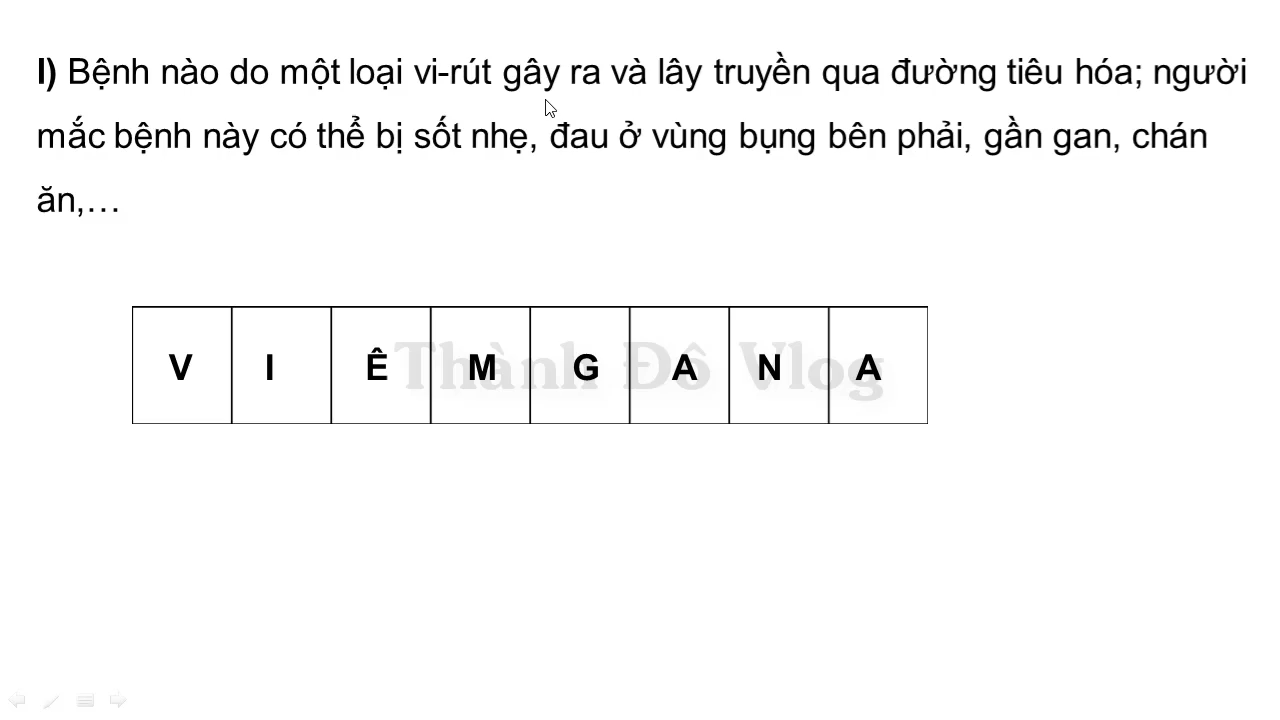 l) Bệnh nào do một loại vi-rút gây ra và lây truyền qua đường tiêu hóa; người
mắc bệnh này có thể bị sốt nhẹ, đau ở vùng bụng bên phải, gần gan, chán
ăn,…
V I Ê M G A N A
Thành Đô Vlog